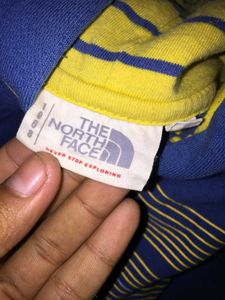 THE
NORTH
FACE
NEVER STOP EXPLORING